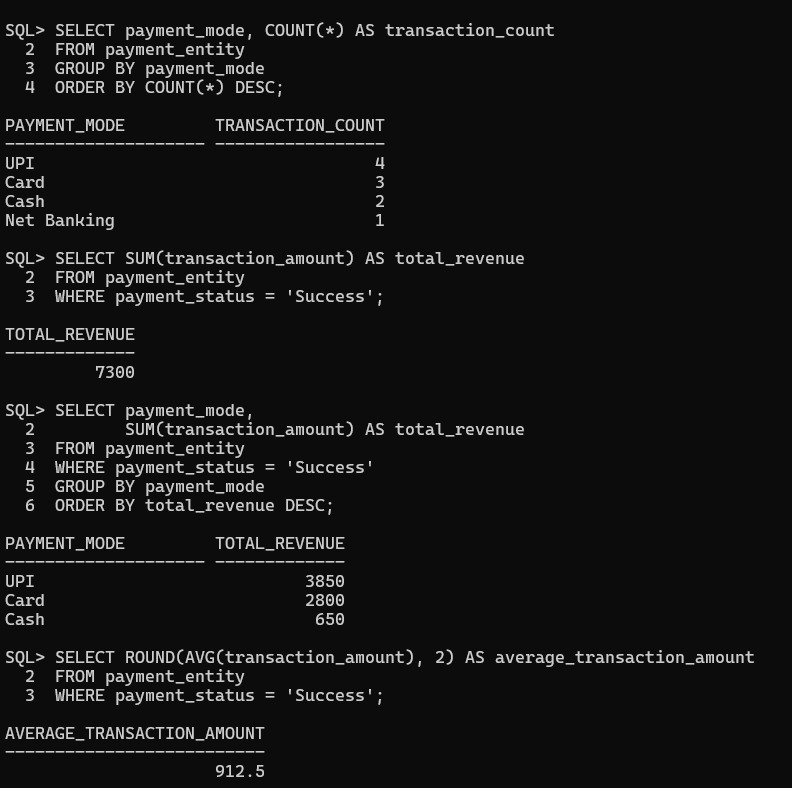 SQL> SELECT payment_mode, COUNT(*) AS transaction_count
  2  FROM payment_entity
  3  GROUP BY payment_mode
  4  ORDER BY COUNT(*) DESC;

PAYMENT_MODE         TRANSACTION_COUNT
-------------------- -----------------
UPI                                  4
Card                                 3
Cash                                 2
Net Banking                          1

SQL> SELECT SUM(transaction_amount) AS total_revenue
  2  FROM payment_entity
  3  WHERE payment_status = 'Success';

TOTAL_REVENUE
-------------
         7300

SQL> SELECT payment_mode,
  2         SUM(transaction_amount) AS total_revenue
  3  FROM payment_entity
  4  WHERE payment_status = 'Success'
  5  GROUP BY payment_mode
  6  ORDER BY total_revenue DESC;

PAYMENT_MODE         TOTAL_REVENUE
-------------------- -------------
UPI                           3850
Card                          2800
Cash                           650

SQL> SELECT ROUND(AVG(transaction_amount), 2) AS average_transaction_amount
  2  FROM payment_entity
  3  WHERE payment_status = 'Success';

AVERAGE_TRANSACTION_AMOUNT
--------------------------
                     912.5